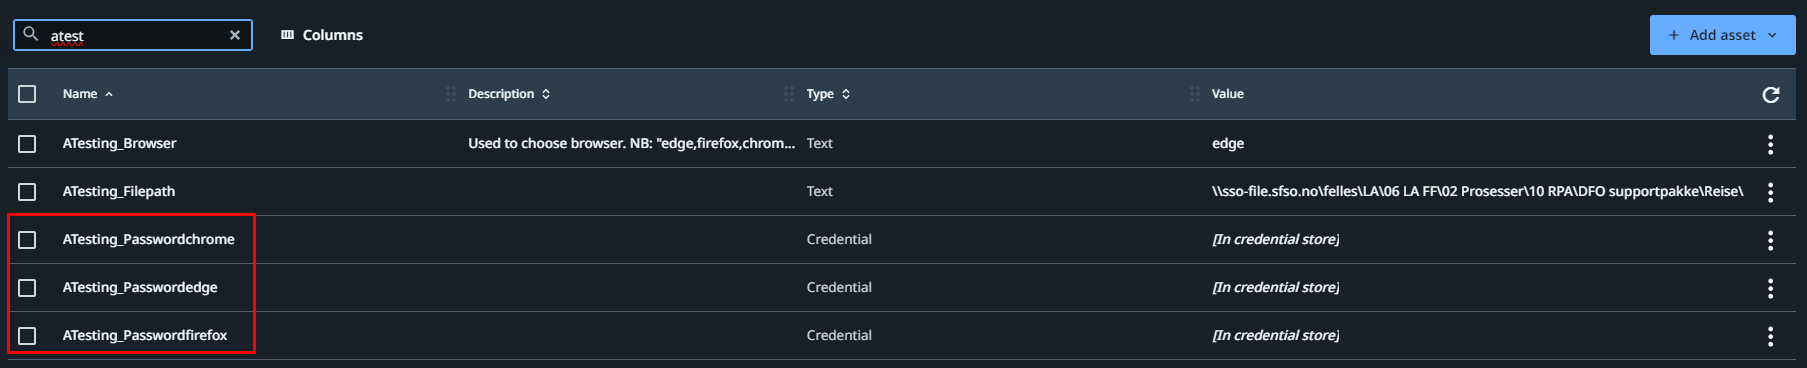 atest
Columns
Add asset
Name Description Type Value
ATesting_Browser Used to choose browser. NB: "edge,firefox,chrom... Text edge
ATesting_Filepath Text \\sso-file.sfso.no\felles\LA\06 LA FF\02 Prosesser\10 RPA\DFO supportpakke\Reise\
ATesting_Passwordchrome Credential [In credential store]
ATesting_Passwordedge Credential [In credential store]
ATesting_Passwordfirefox Credential [In credential store]